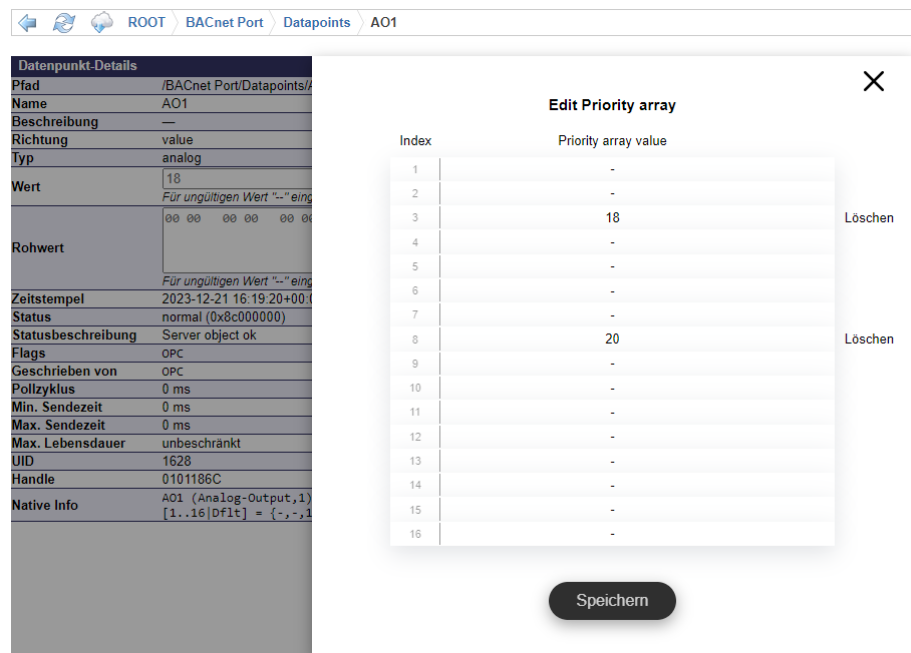 ROOT BACnet Port Datapoints AO1
Datenpunkt-Details
Pfad /BACnet Port/Datapoints/
Name AO1
Beschreibung —
Richtung value
Typ analog
Wert 18
Für ungültigen Wert "--" eing
Rohwert 00 00 00 00 00
Für ungültigen Wert "--" eing
Zeitstempel 2023-12-21 16:19:20+00:
Status normal (0x8c000000)
Statusbeschreibung Server object ok
Flags OPC
Geschrieben von OPC
Pollzyklus 0 ms
Min. Sendezeit 0 ms
Max. Sendezeit 0 ms
Max. Lebensdauer unbeschränkt
UID 1628
Handle 0101186C
Native Info AO1 (Analog-Output,1)
[1..16|Dflt] = {-,-,1
Edit Priority array
Index Priority array value
1 -
2 -
3 18 Löschen
4 -
5 -
6 -
7 -
8 20 Löschen
9 -
10 -
11 -
12 -
13 -
14 -
15 -
16 -
Speichern